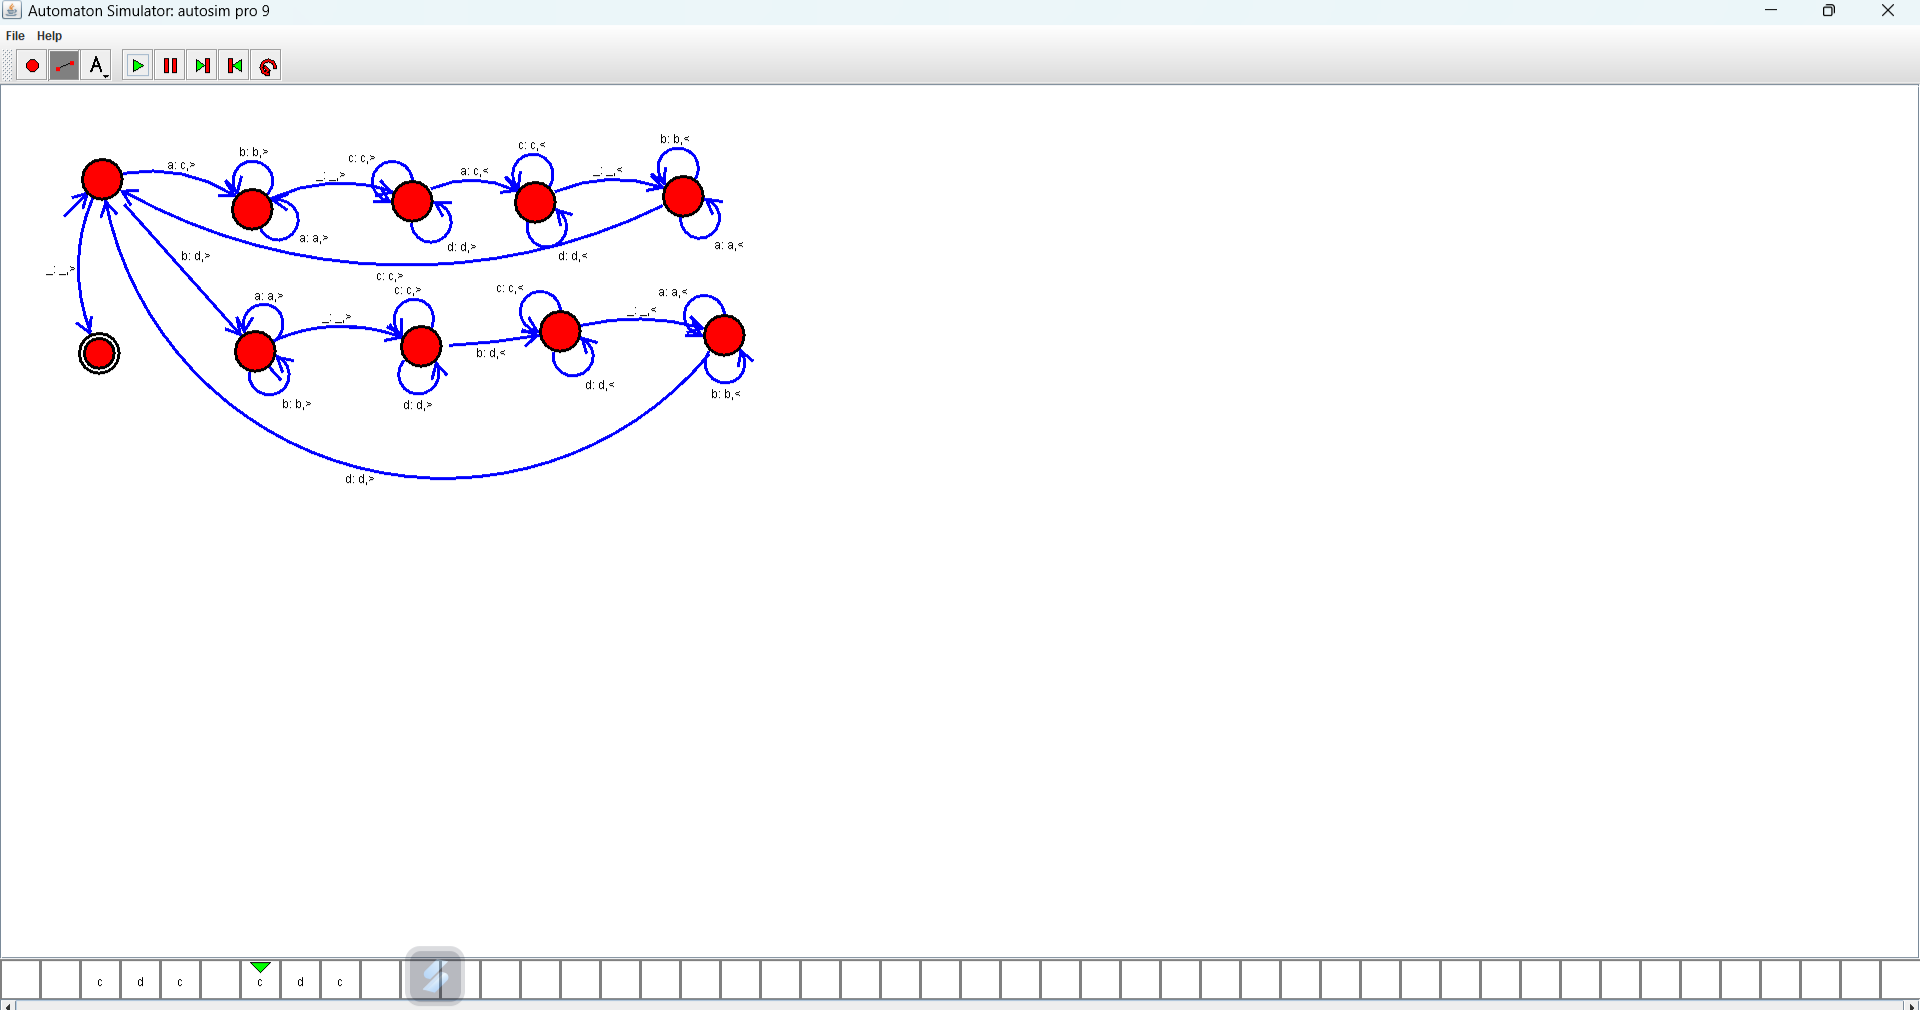 Automaton Simulator: autosim pro 9
File Help
A
b: b,<
c: c,<
b: b,>
c: c,>
a: c,>
a: c,<
_: _,<
_: _,>
a: a,>
d: d,>
a: a,<
b: d,>
d: d,<
_: _,>
c: c,>
c: c,>
c: c,<
a: a,<
a: a,>
_: _,>
_: _,<
b: d,<
d: d,<
b: b,<
b: b,>
d: d,>
d: d,>
c d c c d c